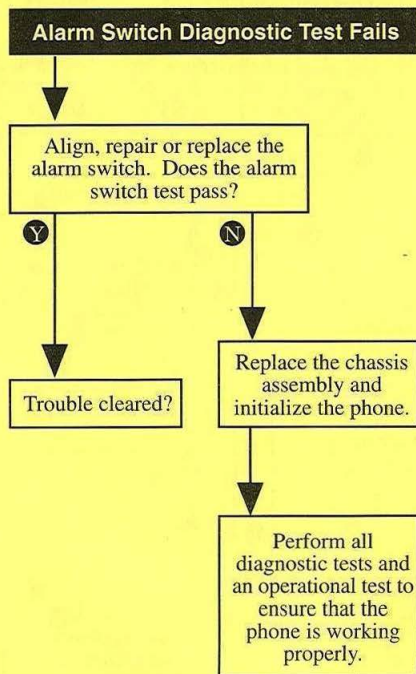 Alarm Switch Diagnostic Test Fails
Align, repair or replace the
alarm switch. Does the alarm
switch test pass?
Y
N
Trouble cleared?
Replace the chassis
assembly and
initialize the phone.
Perform all
diagnostic tests and
an operational test to
ensure that the
phone is working
properly.